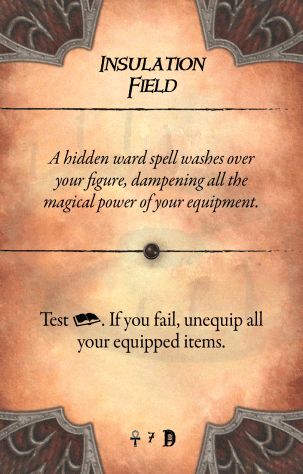 Insulation
Field
A hidden ward spell washes over
your figure, dampening all the
magical power of your equipment.
Test . If you fail, unequip all
your equipped items.
7 D